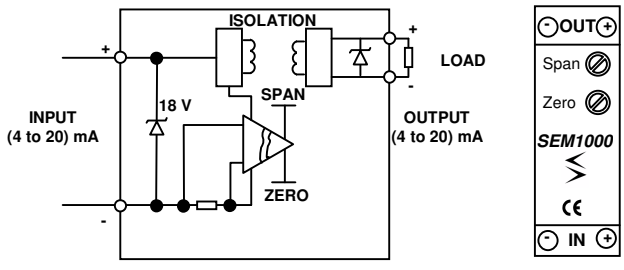 ISOLATION
+
+
LOAD
18 V
SPAN
-
INPUT
(4 to 20) mA
OUTPUT
(4 to 20) mA
ZERO
-
- OUT +
Span
Zero
SEM1000
CE
- IN +